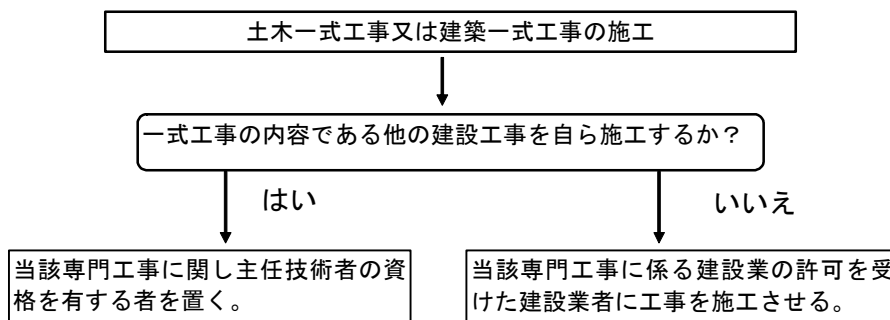 土木一式工事又は建築一式工事の施工
一式工事の内容である他の建設工事を自ら施工するか？
はい
いいえ
当該専門工事に関し主任技術者の資
格を有する者を置く。
当該専門工事に係る建設業の許可を受
けた建設業者に工事を施工させる。